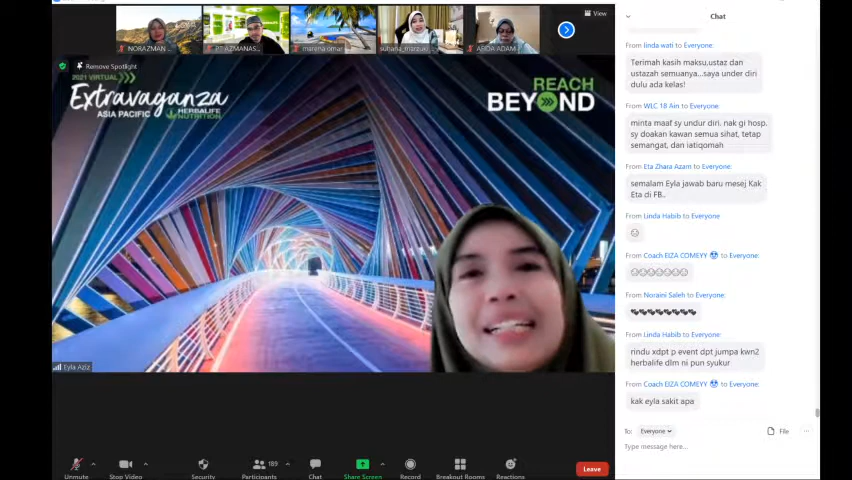 View
NORAZMAN ...
PT AZMANAS...
marena omar
suhana_marzuki
AFIDA ADAM
Remove Spotlight
2021 VIRTUAL
Extravaganza
ASIA PACIFIC
HERBALIFE
NUTRITION
REACH
BEYOND
Eyla Aziz
Unmute
Stop Video
Security
189
Participants
Chat
Share Screen
Record
Breakout Rooms
Reactions
Leave
Chat
From linda wati to Everyone:
Terimah kasih maksu,ustaz dan
ustazah semuanya...saya under diri
dulu ada kelas!
From WLC 18 Ain to Everyone:
minta maaf sy undur diri. nak gi hosp.
sy doakan kawan semua sihat, tetap
semangat, dan iatiqomah
From Eta Zhara Azam to Everyone:
semalam Eyla jawab baru mesej Kak
Eta di FB..
From Linda Habib to Everyone
From Coach EIZA COMEYY to Everyone:
From Noraini Saleh to Everyone:
From Linda Habib to Everyone:
rindu xdpt p event dpt jumpa kwn2
herbalife dlm ni pun syukur
From Coach EIZA COMEYY to Everyone:
kak eyla sakit apa
To: Everyone
File
...
Type message here...